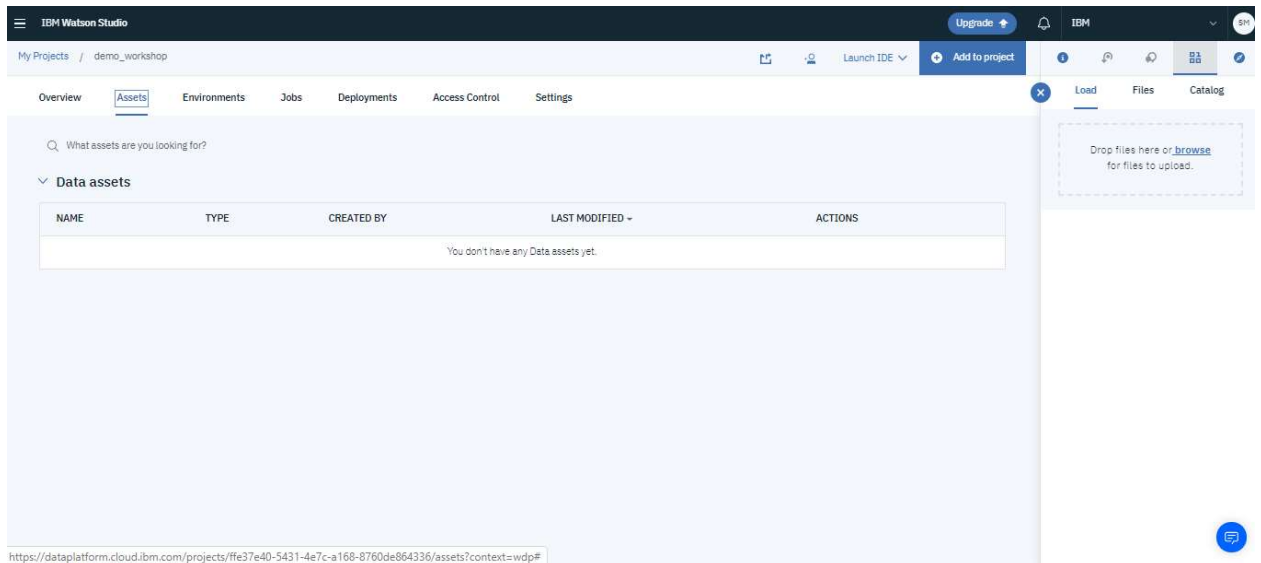 IBM Watson Studio
Upgrade
IBM
SM
My Projects / demo_workshop
Launch IDE
Add to project
Overview Assets Environments Jobs Deployments Access Control Settings
Load Files Catalog
What assets are you looking for?
Drop files here or browse
for files to upload.
Data assets
NAME TYPE CREATED BY LAST MODIFIED ACTIONS
You don't have any Data assets yet.
https://dataplatform.cloud.ibm.com/projects/ffe37e40-5431-4e7c-a168-8760de864336/assets?context=wdp#